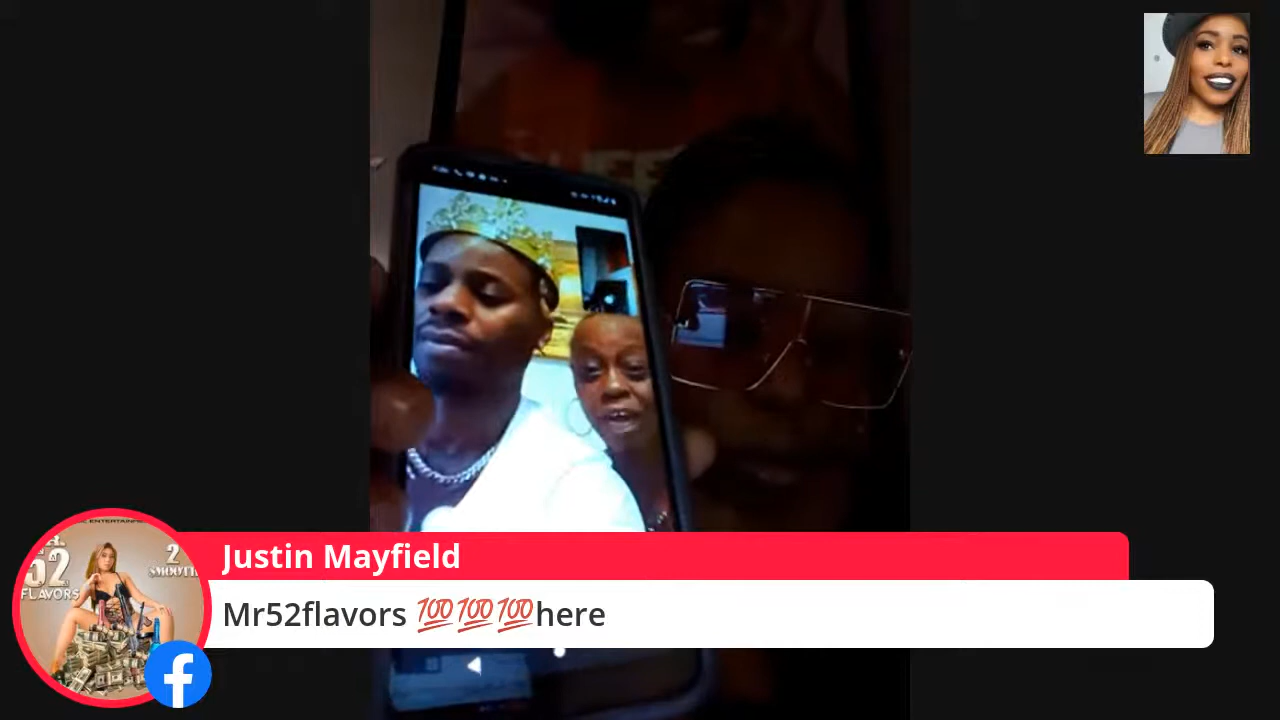 Justin Mayfield
Mr52flavors 💯💯💯here
52
2
FLAVORS
SMOOTH